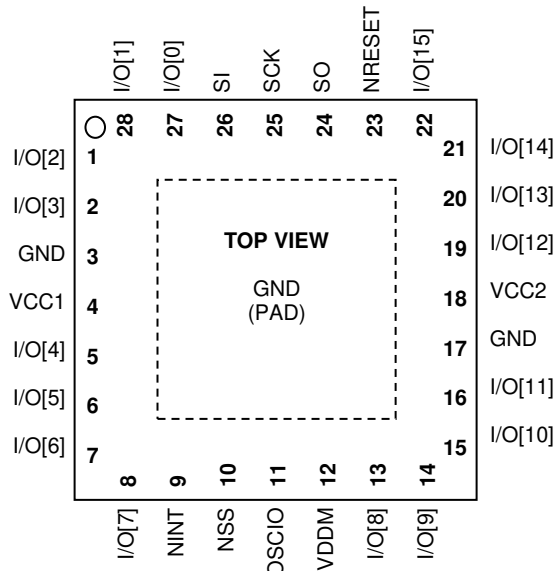 I/O[1]
I/O[0]
SI
SCK
SO
NRESET
I/O[15]
28
27
26
25
24
23
22
I/O[2] 1
I/O[3] 2
GND 3
VCC1 4
I/O[4] 5
I/O[5] 6
I/O[6] 7
TOP VIEW
GND
(PAD)
21 I/O[14]
20 I/O[13]
19 I/O[12]
18 VCC2
17 GND
16 I/O[11]
15 I/O[10]
8
9
10
11
12
13
14
I/O[7]
NINT
NSS
OSCIO
VDDM
I/O[8]
I/O[9]